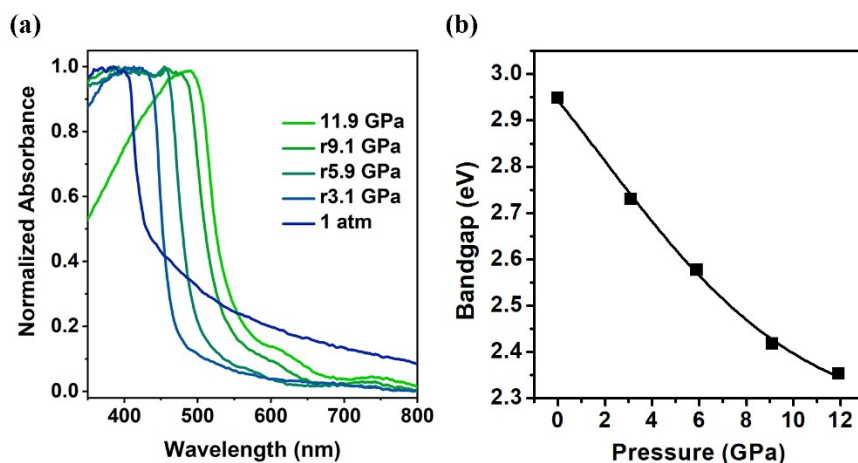 (a)
Normalized Absorbance
1.0
0.8
0.6
0.4
0.2
0.0
11.9 GPa
r9.1 GPa
r5.9 GPa
r3.1 GPa
1 atm
400 500 600 700 800
Wavelength (nm)
(b)
Bandgap (eV)
3.0
2.9
2.8
2.7
2.6
2.5
2.4
2.3
0 2 4 6 8 10 12
Pressure (GPa)